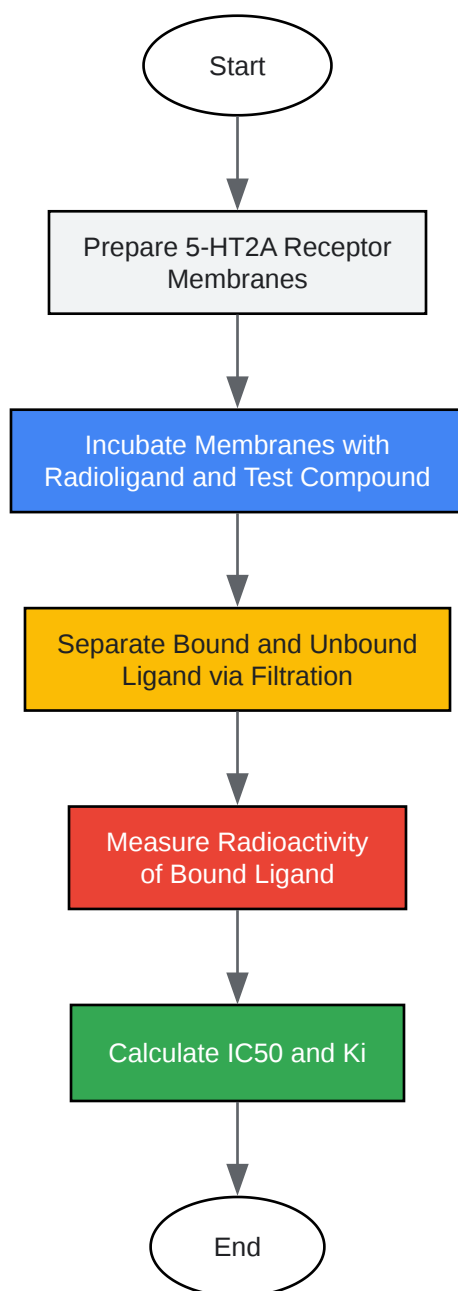 Start
Prepare 5-HT2A Receptor
Membranes
Incubate Membranes with
Radioligand and Test Compound
Separate Bound and Unbound
Ligand via Filtration
Measure Radioactivity
of Bound Ligand
Calculate IC50 and Ki
End